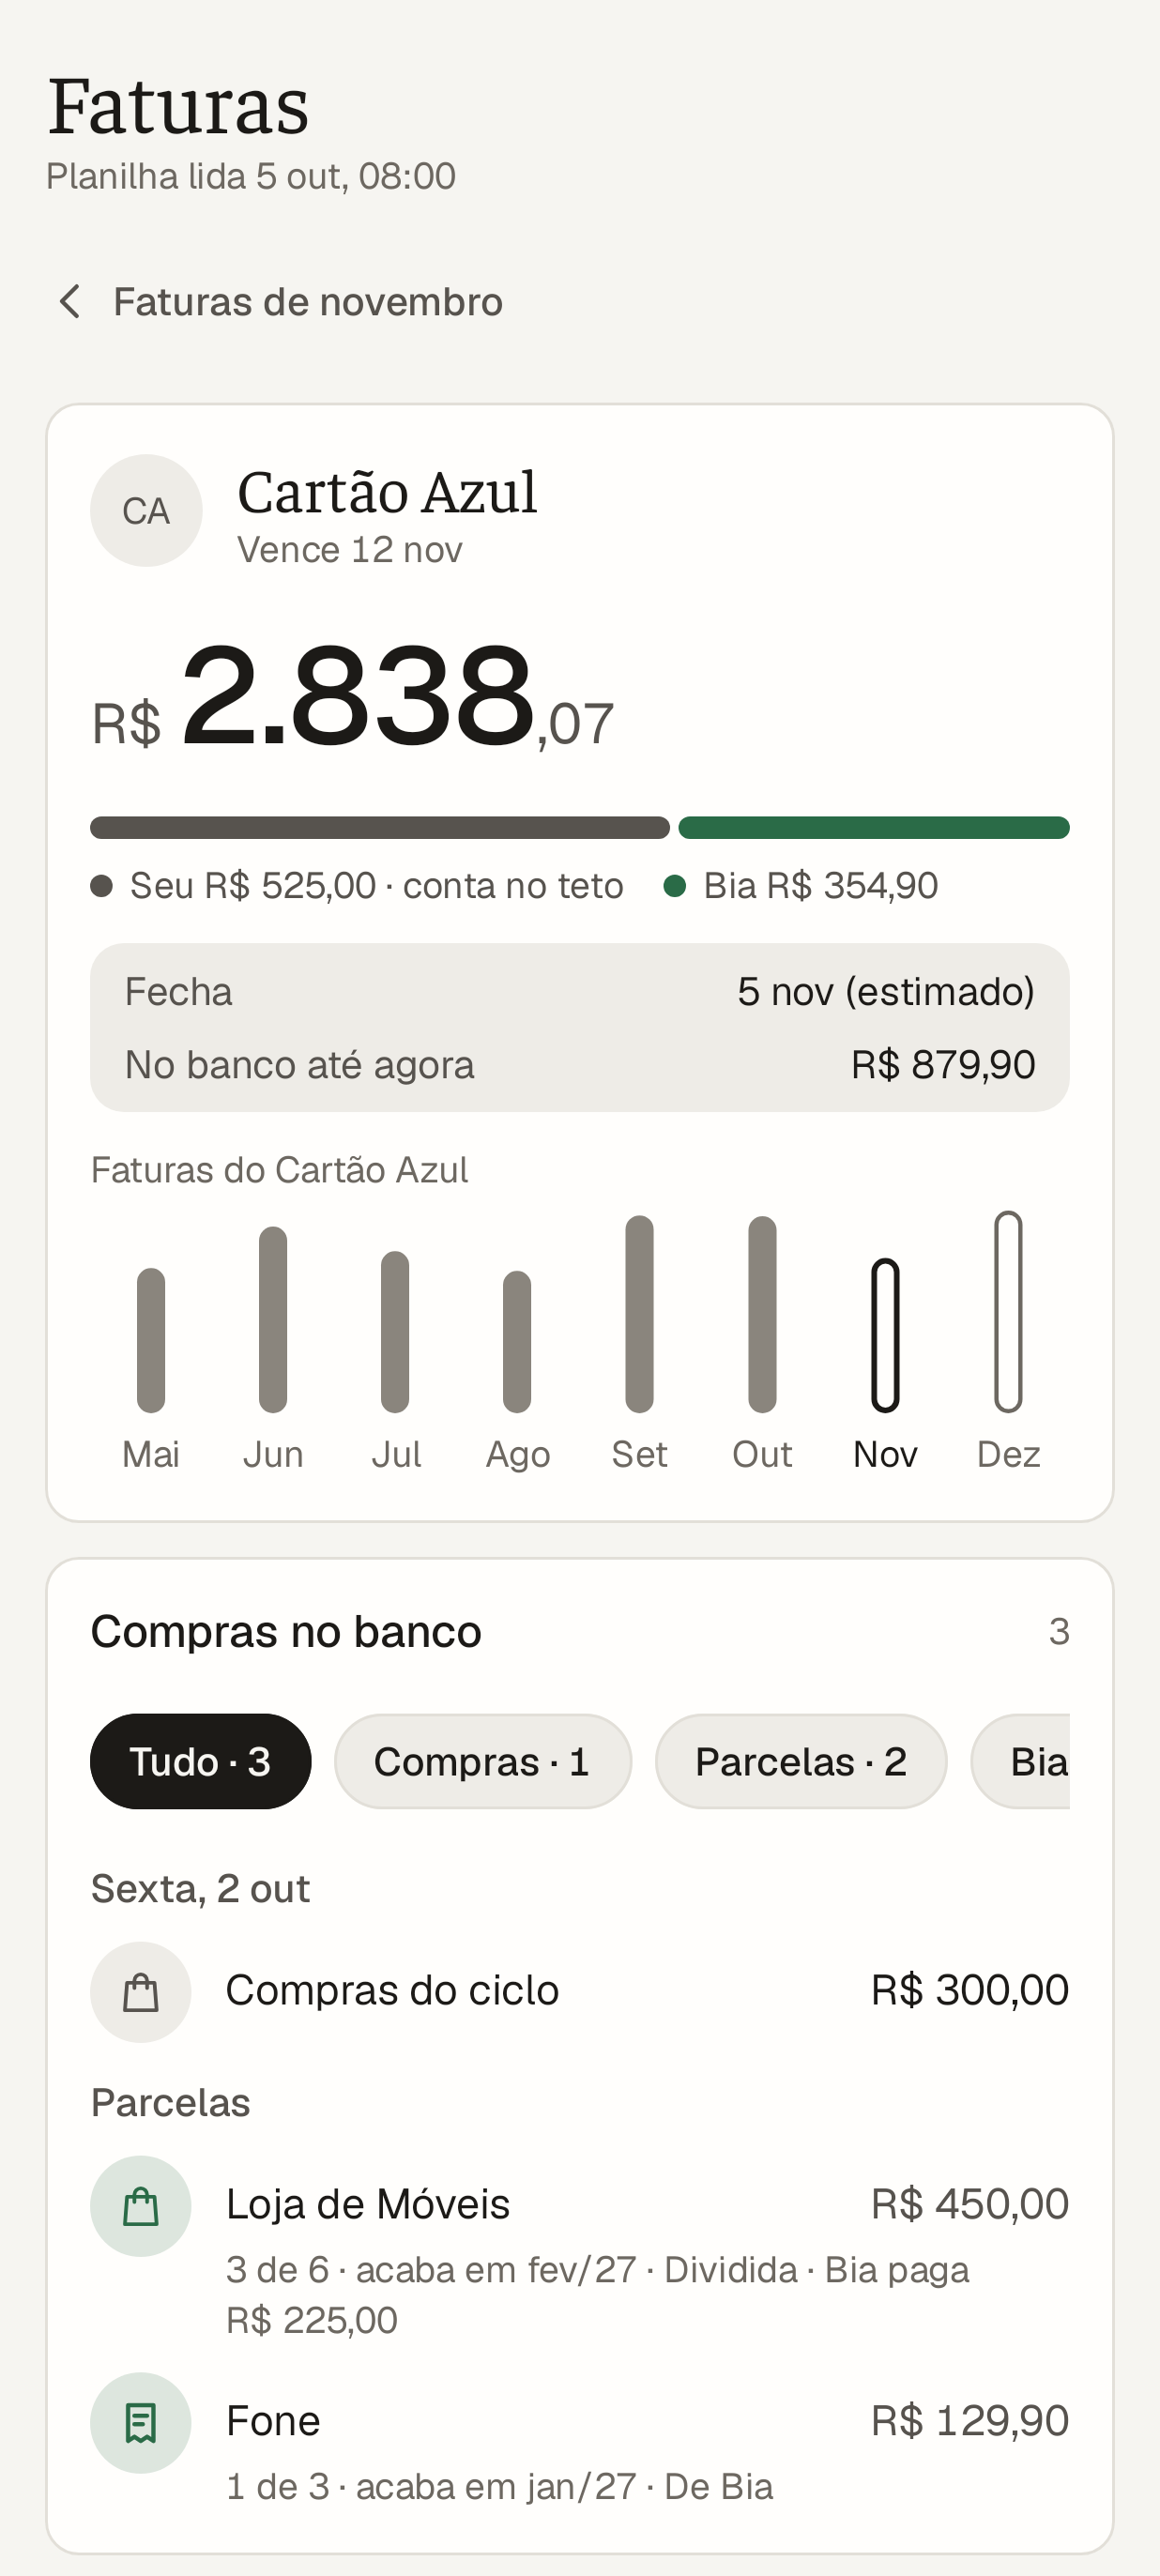 Faturas
Planilha lida 5 out, 08:00
Faturas de novembro
CA
Cartão Azul
Vence 12 nov
R$ 2.838,07
Seu R$ 525,00 · conta no teto
Bia R$ 354,90
Fecha 5 nov (estimado)
No banco até agora R$ 879,90
Faturas do Cartão Azul
Mai Jun Jul Ago Set Out Nov Dez
Compras no banco 3
Tudo · 3 Compras · 1 Parcelas · 2 Bia
Sexta, 2 out
Compras do ciclo R$ 300,00
Parcelas
Loja de Móveis R$ 450,00
3 de 6 · acaba em fev/27 · Dividida · Bia paga
R$ 225,00
Fone R$ 129,90
1 de 3 · acaba em jan/27 · De Bia